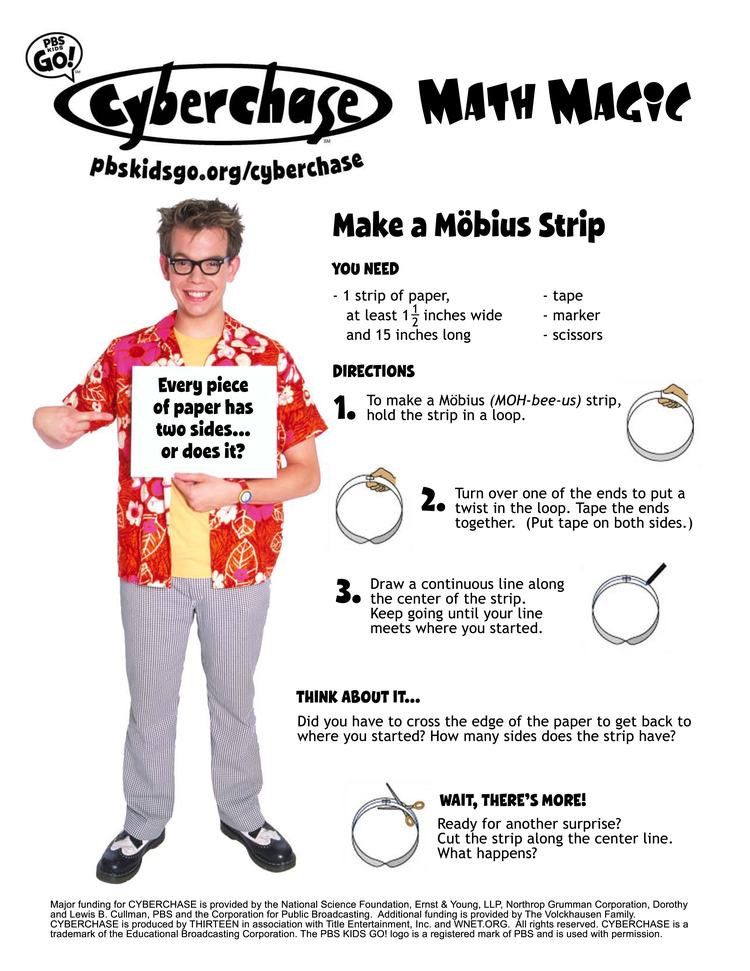 PBS
KIDS
GO!
SM
Cyberchase
SM
MATH MAGiC
pbskidsgo.org/cyberchase
Make a Möbius Strip
YOU NEED
- 1 strip of paper,
at least 1 1/2 inches wide
and 15 inches long
- tape
- marker
- scissors
Every piece
of paper has
two sides...
or does it?
DIRECTIONS
1. To make a Möbius (MOH-bee-us) strip,
hold the strip in a loop.
2. Turn over one of the ends to put a
twist in the loop. Tape the ends
together. (Put tape on both sides.)
3. Draw a continuous line along
the center of the strip.
Keep going until your line
meets where you started.
THINK ABOUT IT...
Did you have to cross the edge of the paper to get back to
where you started? How many sides does the strip have?
WAIT, THERE'S MORE!
Ready for another surprise?
Cut the strip along the center line.
What happens?
Major funding for CYBERCHASE is provided by the National Science Foundation, Ernst & Young, LLP, Northrop Grumman Corporation, Dorothy
and Lewis B. Cullman, PBS and the Corporation for Public Broadcasting. Additional funding is provided by The Volckhausen Family.
CYBERCHASE is produced by THIRTEEN in association with Title Entertainment, Inc. and WNET.ORG. All rights reserved. CYBERCHASE is a
trademark of the Educational Broadcasting Corporation. The PBS KIDS GO! logo is a registered mark of PBS and is used with permission.